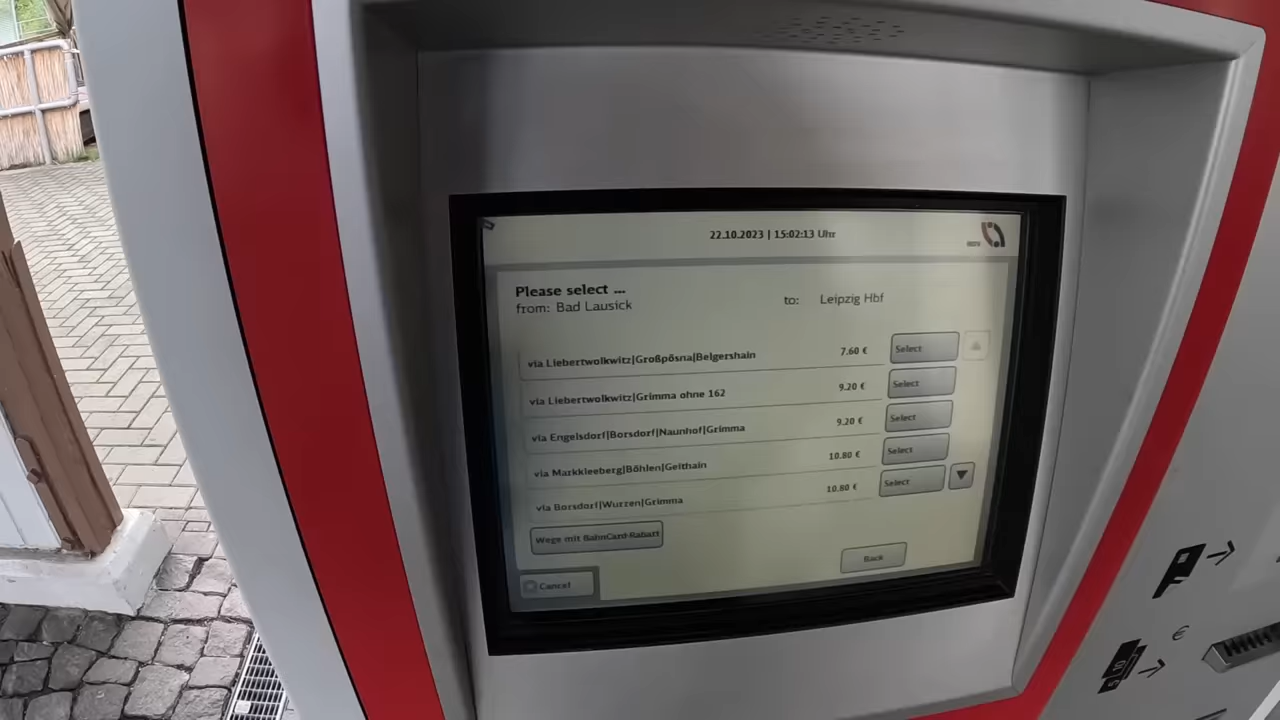 22.10.2023 | 15:02:13 Uhr
Please select ...
from: Bad Lausick to: Leipzig Hbf
via Liebertwolkwitz|Großpösna|Belgershain 7.60 € Select
via Liebertwolkwitz|Grimma ohne 162 9.20 € Select
via Engelsdorf|Borsdorf|Naunhof|Grimma 9.20 € Select
via Markkleeberg|Böhlen|Geithain 10.80 € Select
via Borsdorf|Wurzen|Grimma 10.80 € Select
Wege mit BahnCard-Rabatt
Back
Cancel
€